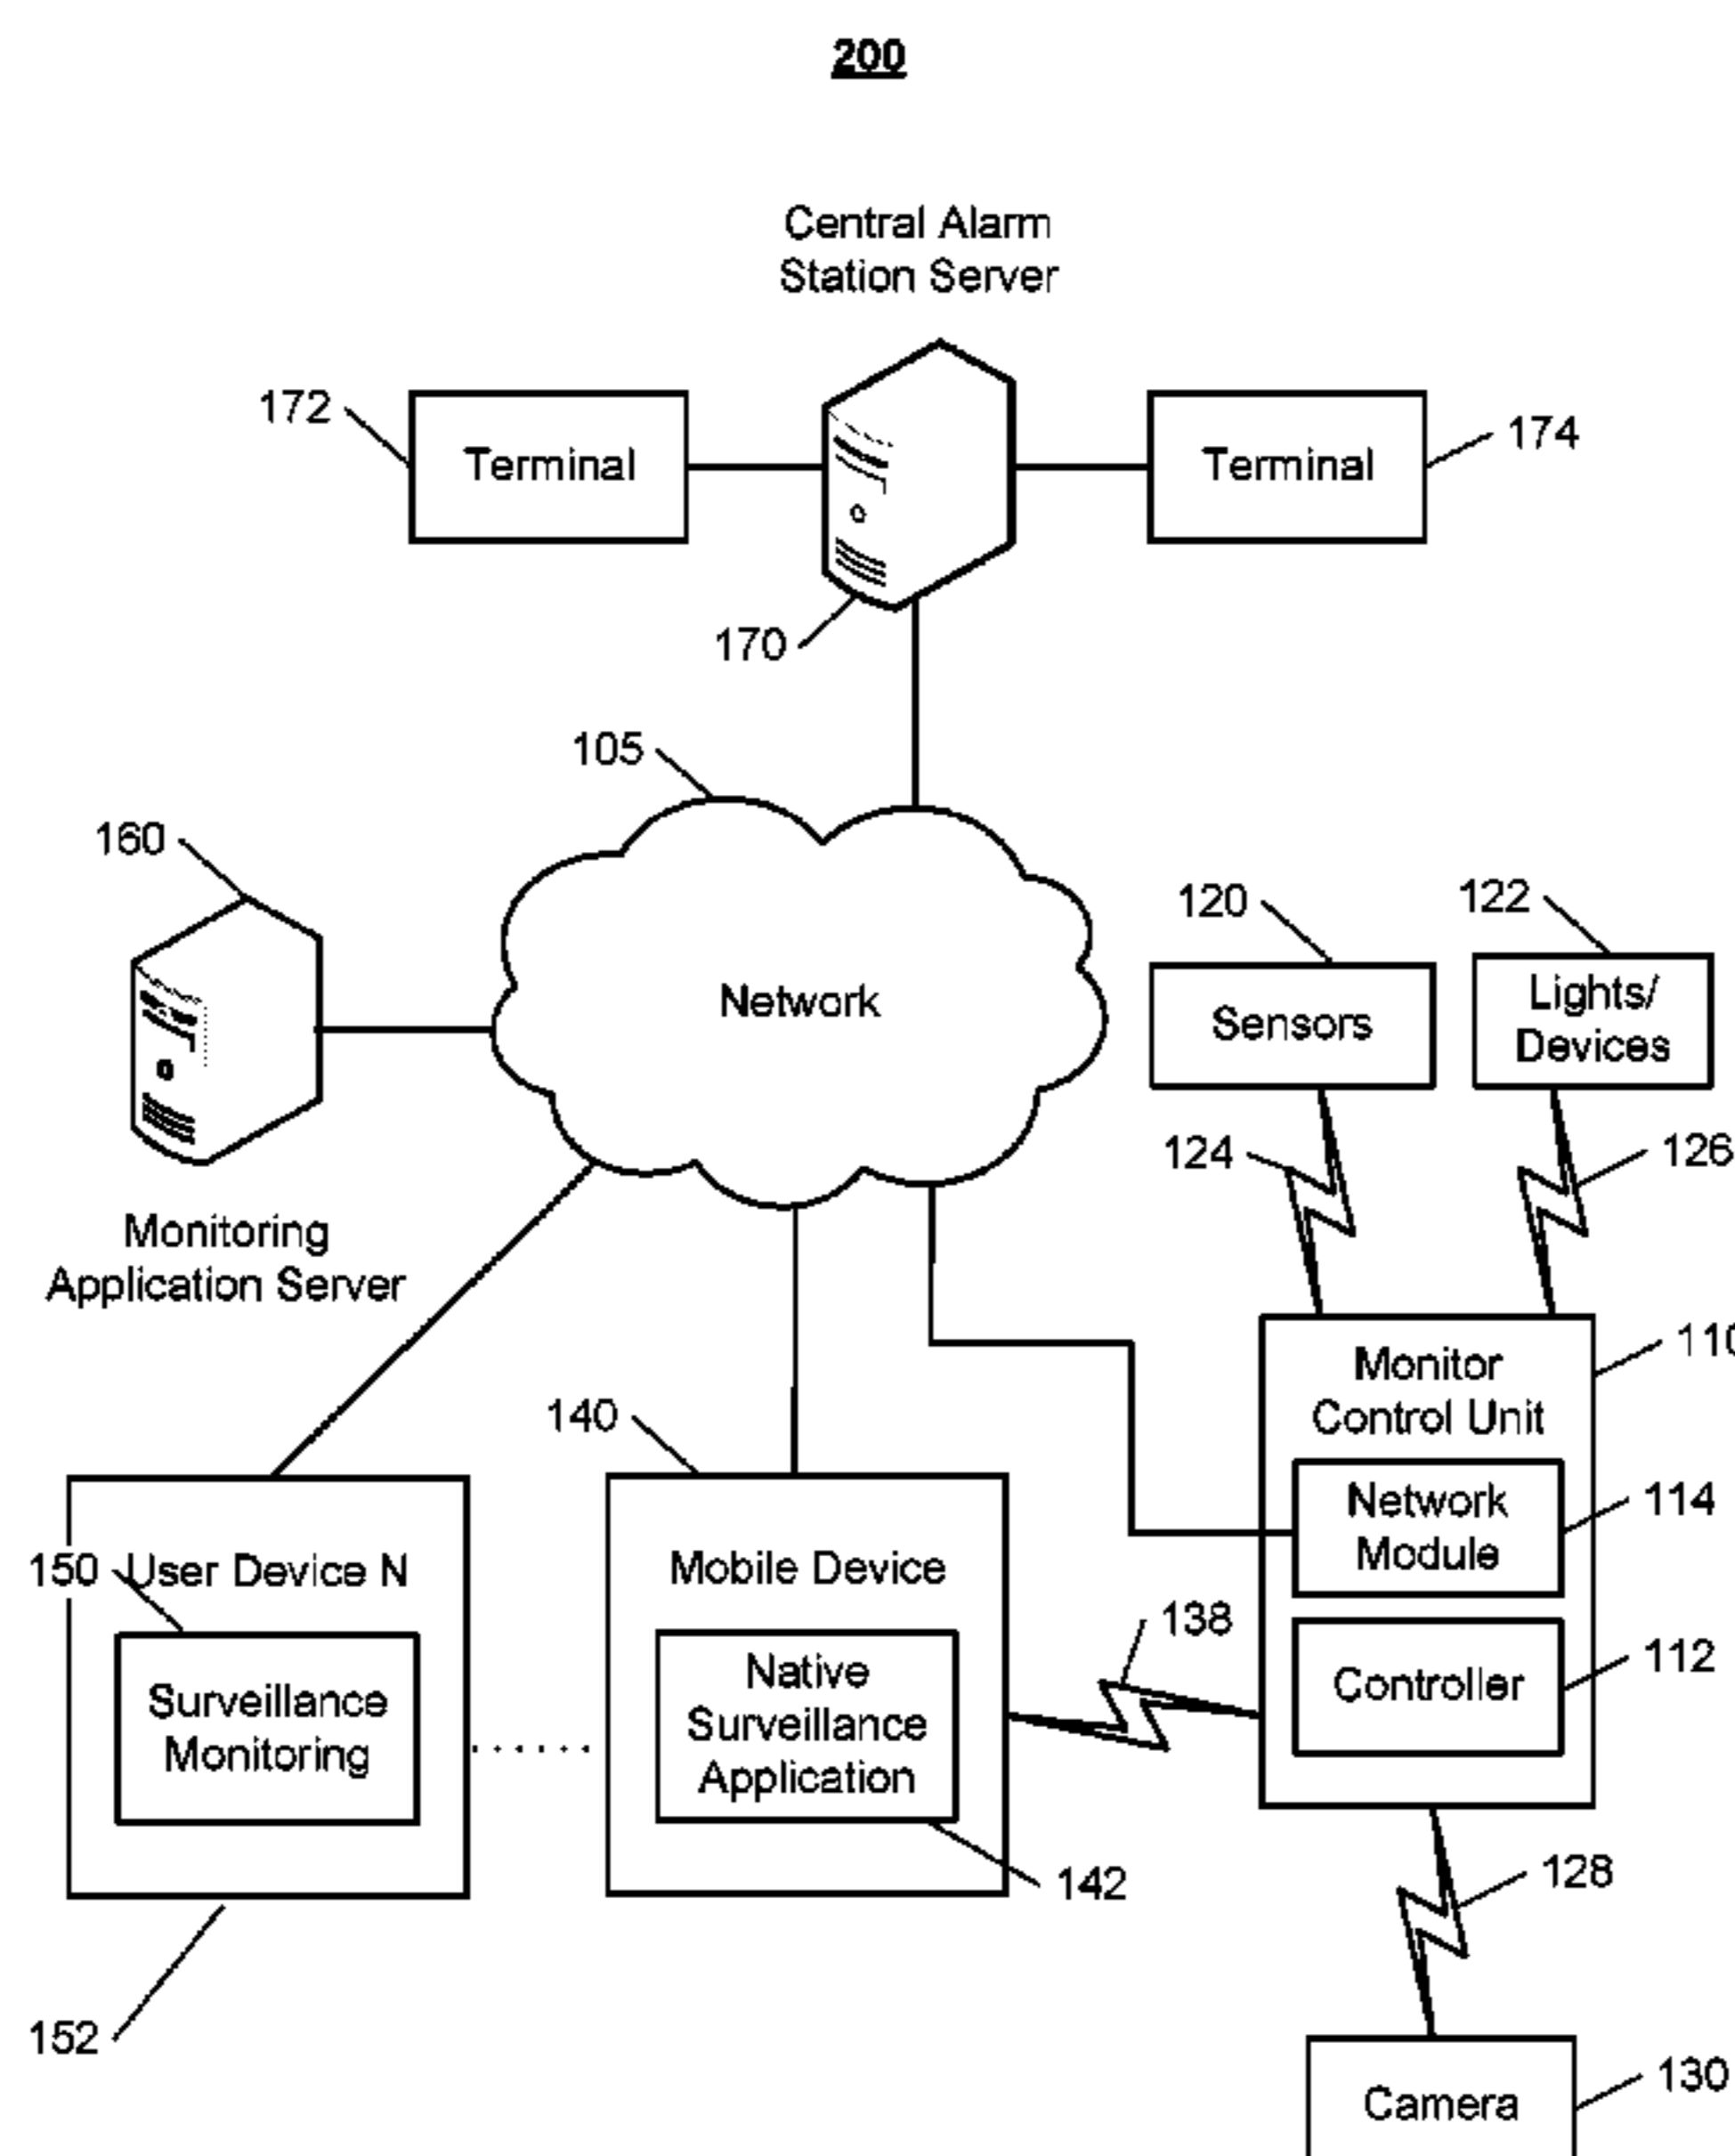 200
Central Alarm
Station Server
172
Terminal
Terminal
174
170
105
160
Network
120
Sensors
122
Lights/
Devices
124
126
Monitoring
Application Server
Monitor
Control Unit
110
Network
Module
114
Controller
112
140
Mobile Device
Native
Surveillance
Application
142
138
150
User Device N
Surveillance
Monitoring
152
128
Camera
130